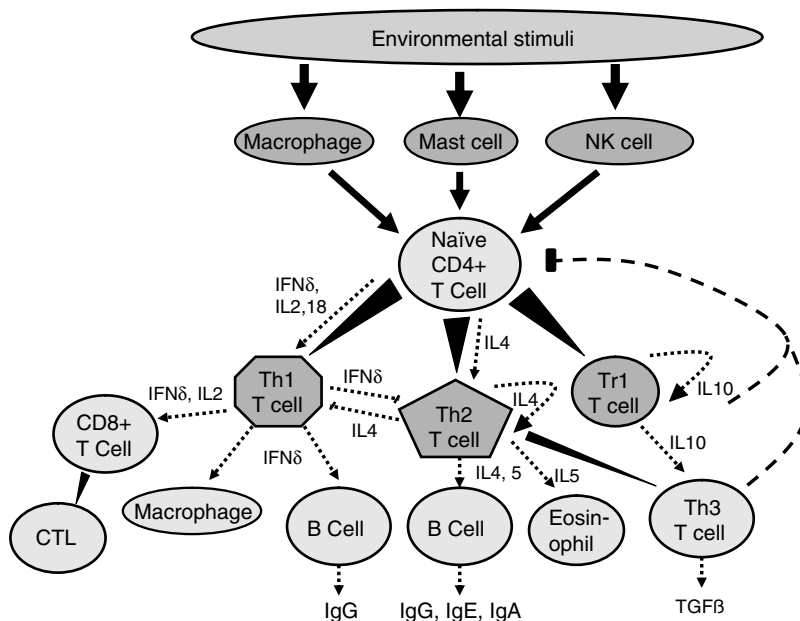 Environmental stimuli
Macrophage
Mast cell
NK cell
Naïve
CD4+
T Cell
IFNδ,
IL2,18
IL4
Th1
T cell
IFNδ
IL4
Th2
T cell
IL4
Tr1
T cell
IL10
IFNδ, IL2
CD8+
T Cell
IFNδ
IL4, 5
IL5
IL10
CTL
Macrophage
B Cell
B Cell
Eosin-
ophil
Th3
T cell
IgG
IgG, IgE, IgA
TGFß